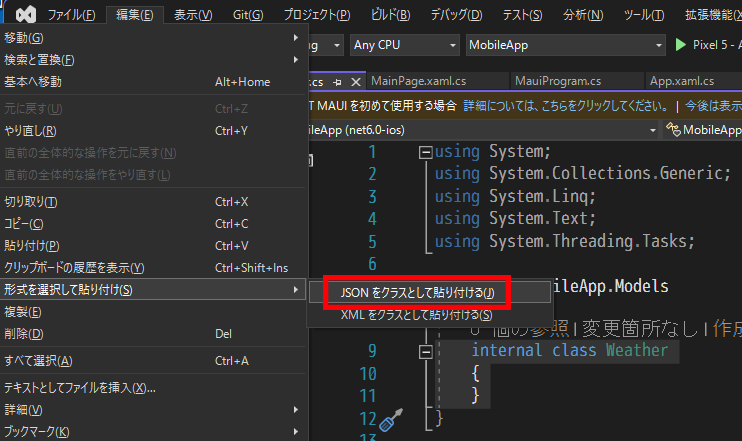 ファイル(F) 編集(E) 表示(V) Git(G) プロジェクト(P) ビルド(B) デバッグ(D) テスト(S) 分析(N) ツール(T) 拡張機能(X
移動(G)
検索と置換(F)
基本へ移動 Alt+Home
元に戻す(U) Ctrl+Z
やり直し(R) Ctrl+Y
直前の全体的な操作を元に戻す(N)
直前の全体的な操作をやり直す(L)
切り取り(T) Ctrl+X
コピー(C) Ctrl+C
貼り付け(P) Ctrl+V
クリップボードの履歴を表示(Y) Ctrl+Shift+Ins
形式を選択して貼り付け(S)
JSON をクラスとして貼り付ける(J)
XML をクラスとして貼り付ける(S)
複製(E)
削除(D) Del
すべて選択(A) Ctrl+A
テキストとしてファイルを挿入(X)...
詳細(V)
ブックマーク(K)
ug Any CPU MobileApp Pixel 5 - A
.cs MainPage.xaml.cs MauiProgram.cs App.xaml.cs
T MAUI を初めて使用する場合 詳細については、こちらをクリックしてください。 | 今後は表示
ileApp (net6.0-ios) MobileApp
1 using System;
2 using System.Collections.Generic;
3 using System.Linq;
4 using System.Text;
5 using System.Threading.Tasks;
ileApp.Models
個の参照|変更箇所なし|作成
9 internal class Weather
10 {
11 }
12 }